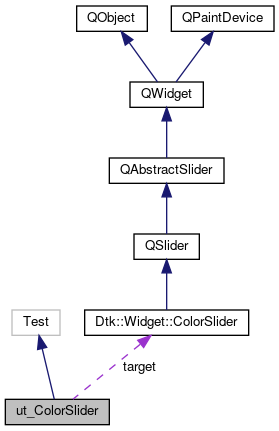 QObject
QPaintDevice
QWidget
QAbstractSlider
QSlider
Test
Dtk::Widget::ColorSlider
target
ut_ColorSlider